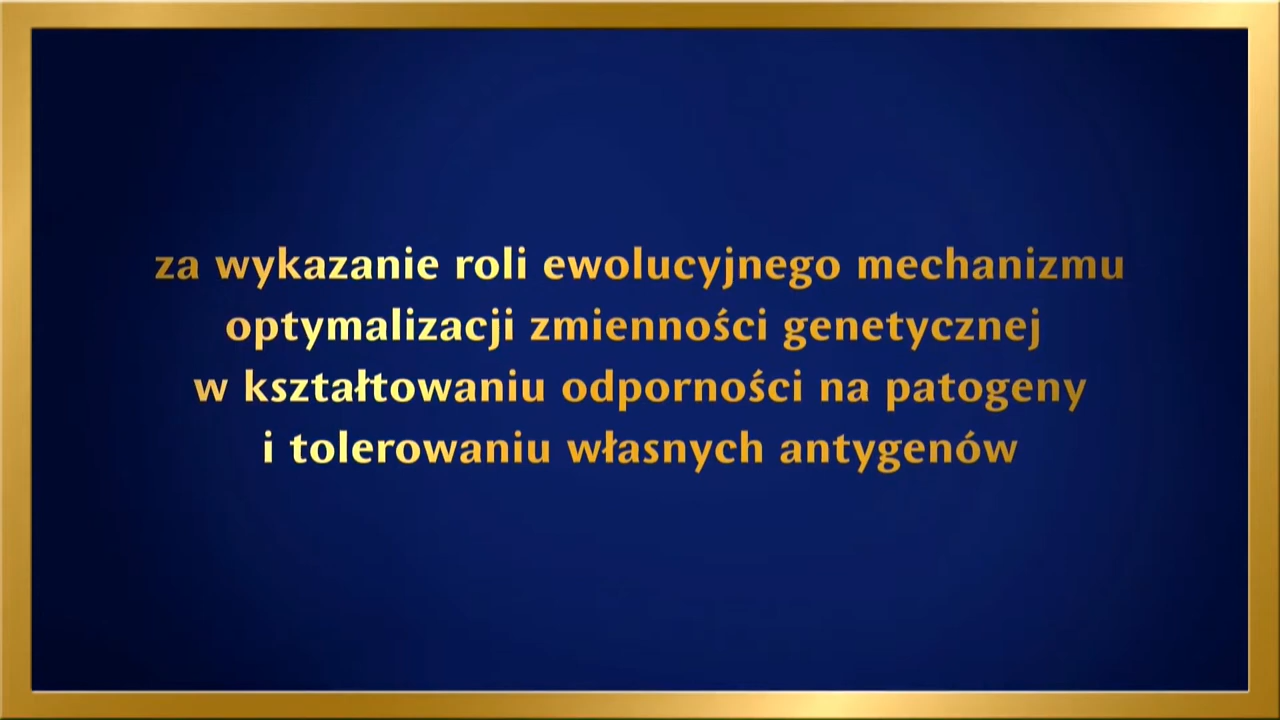 za wykazanie roli ewolucyjnego mechanizmu
optymalizacji zmienności genetycznej
w kształtowaniu odporności na patogeny
i tolerowaniu własnych antygenów